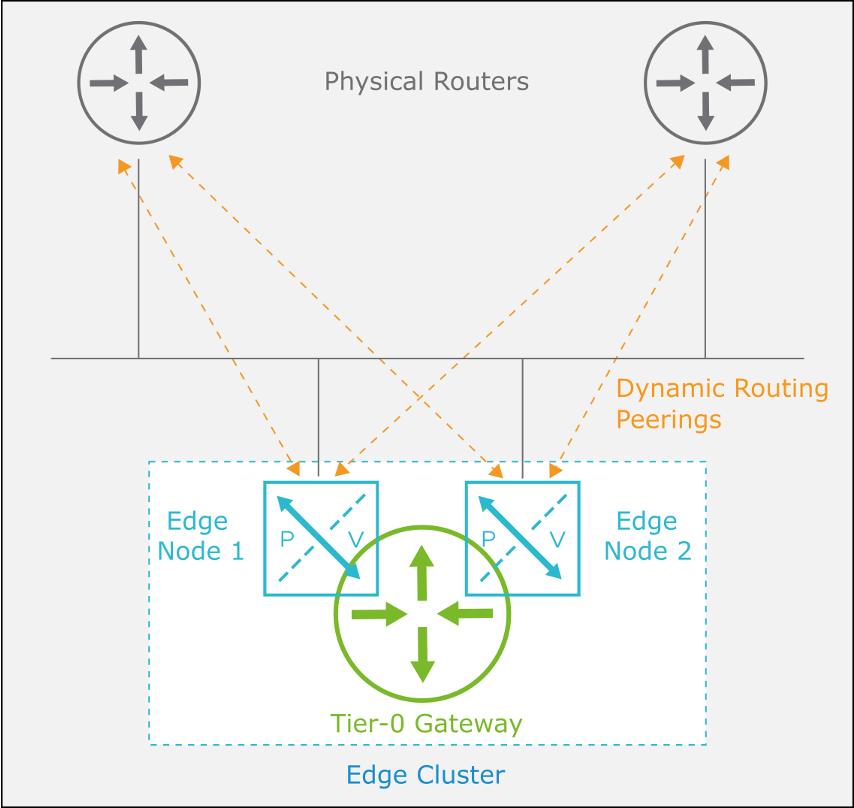 Physical Routers
Dynamic Routing
Peerings
Edge
Node 1
P
V
P
V
Edge
Node 2
Tier-0 Gateway
Edge Cluster